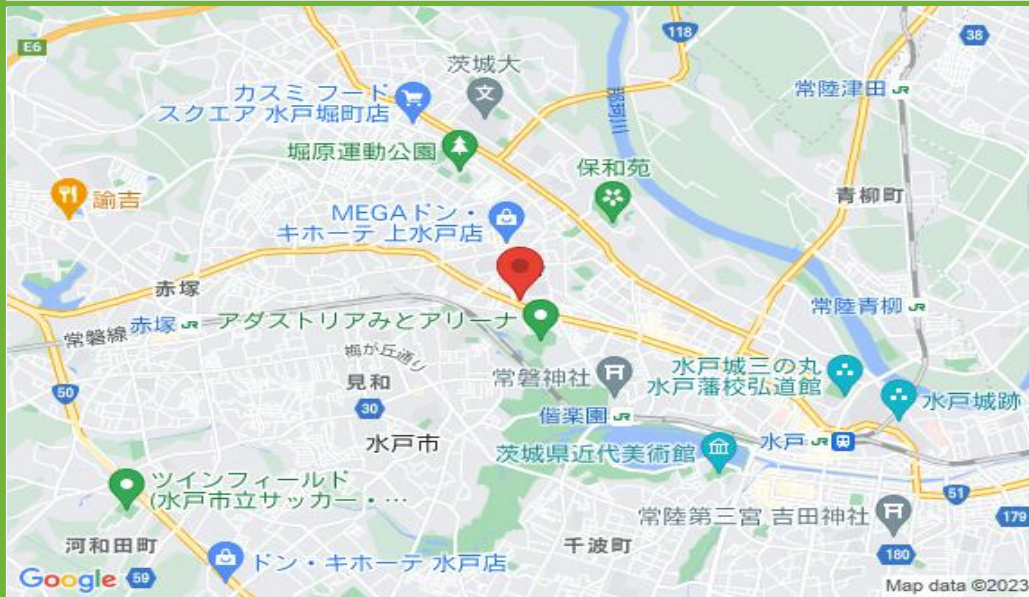 E6
118
38
茨城大
常陸津田 JR
カスミ フード
スクエア 水戸堀町店
那珂川
堀原運動公園
保和苑
諭吉
青柳町
MEGAドン・
キホーテ 上水戸店
赤塚
常陸青柳 JR
赤塚 JR
アダストリアみとアリーナ
常磐線
梅が丘通り
水戸城三の丸
水戸藩校弘道館
常磐神社
見和
50
30
水戸城跡
偕楽園 JR
水戸市
水戸 JR
茨城県近代美術館
ツインフィールド
(水戸市立サッカー・…
51
常陸第三宮 吉田神社
179
河和田町
千波町
180
ドン・キホーテ 水戸店
Google
59
Map data ©2023